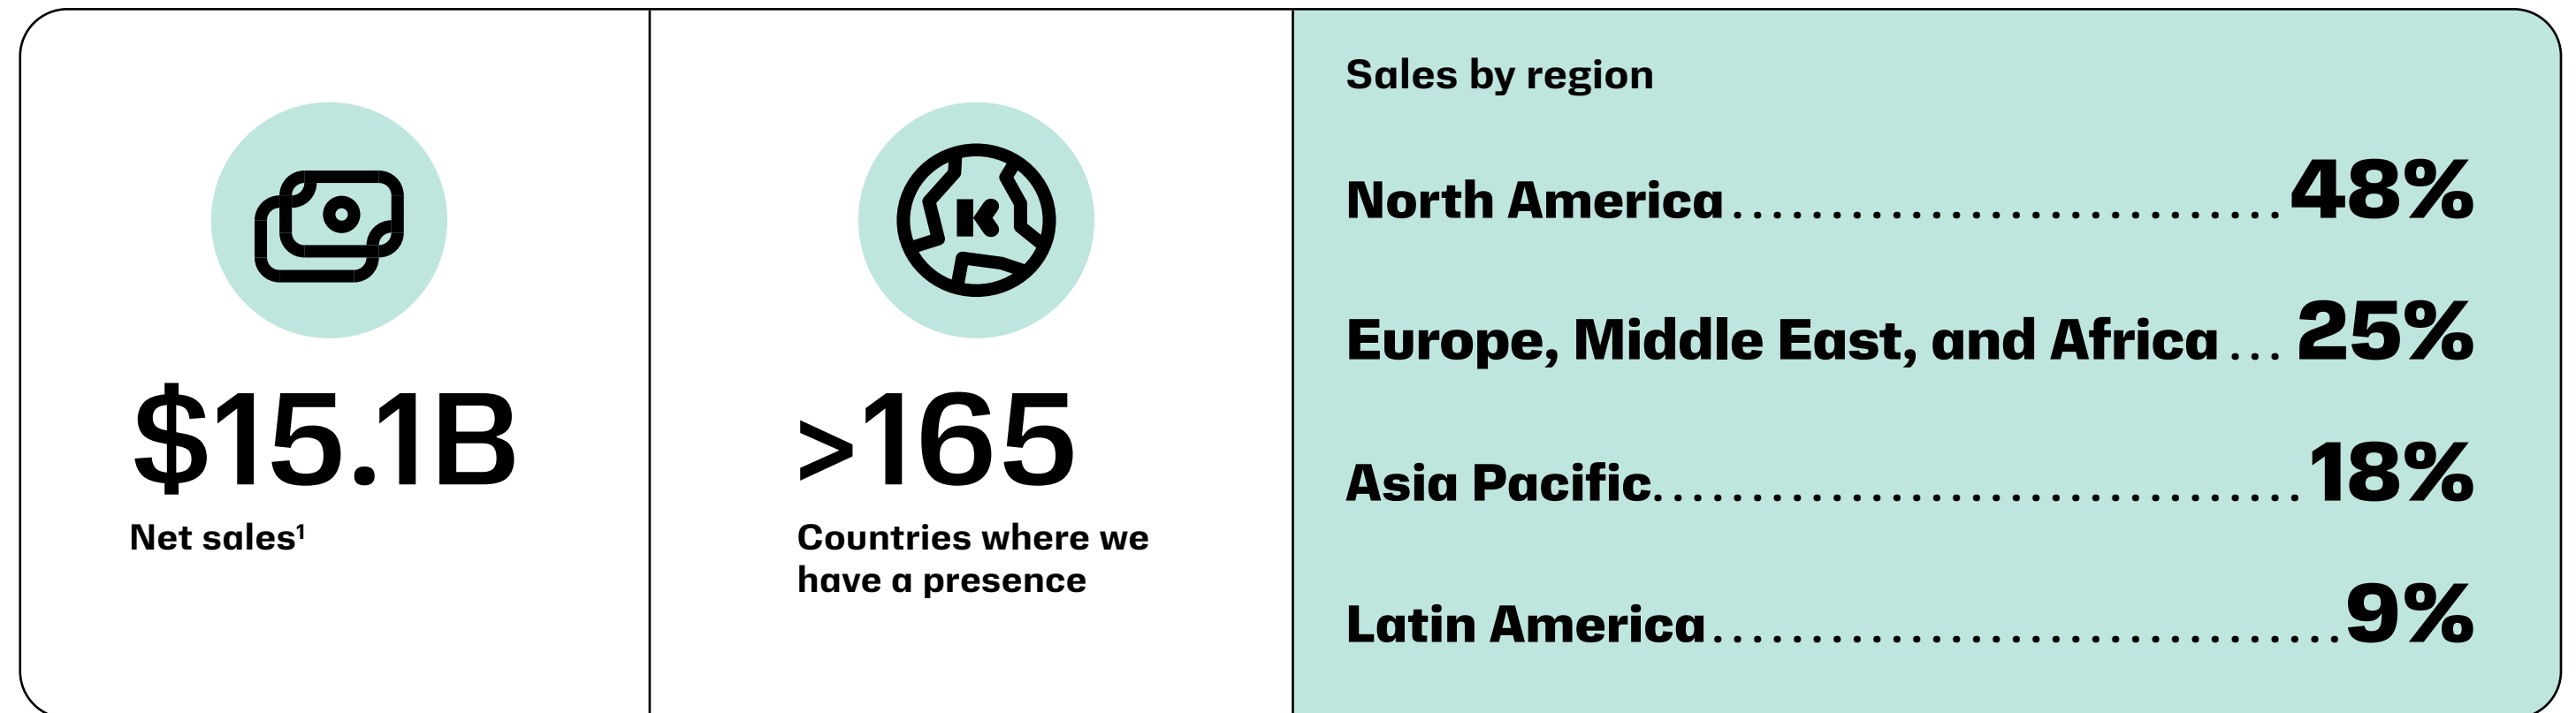 $15.1B
Net sales¹
K
>165
Countries where we
have a presence
Sales by region
North America............................48%
Europe, Middle East, and Africa...25%
Asia Pacific.................................18%
Latin America................................9%